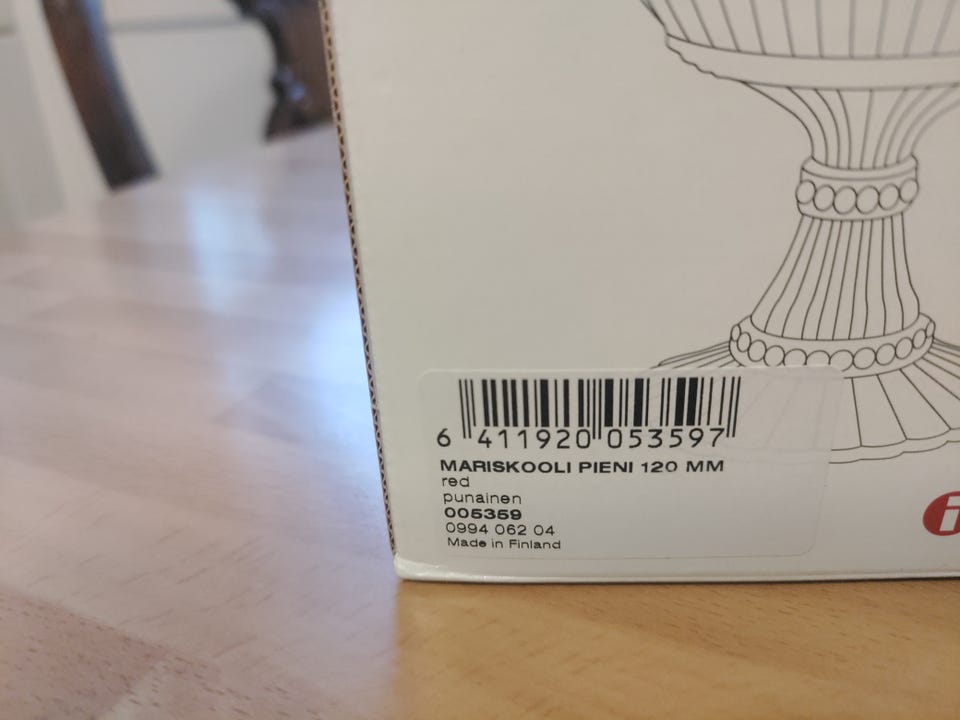 6 411920 053597
MARISKOOLI PIENI 120 MM
red
punainen
005359
0994 062 04
Made in Finland
i